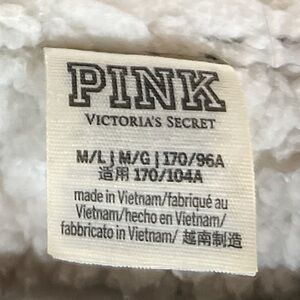 PINK
VICTORIA'S SECRET
M/L | M/G | 170/96A
适用 170/104A
made in Vietnam/fabriqué au
Vietnam/hecho en Vietnam/
fabbricato in Vietnam/ 越南制造